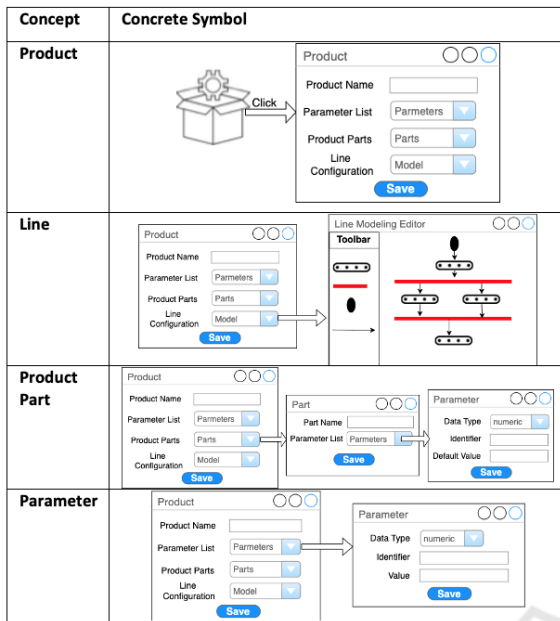 Concept Concrete Symbol
Product
Click
Product
Product Name
Parameter List Parmeters
Product Parts Parts
Line
Configuration Model
Save
Line
Product
Product Name
Parameter List Parmeters
Product Parts Parts
Line
Configuration Model
Save
Line Modeling Editor
Toolbar
Product
Part
Product
Product Name
Parameter List Parmeters
Product Parts Parts
Line
Configuration Model
Save
Part
Part Name
Parameter List Parmeters
Save
Parameter
Data Type numeric
Identifier
Default Value
Save
Parameter
Product
Product Name
Parameter List Parmeters
Product Parts Parts
Line
Configuration Model
Save
Parameter
Data Type numeric
Identifier
Value
Save